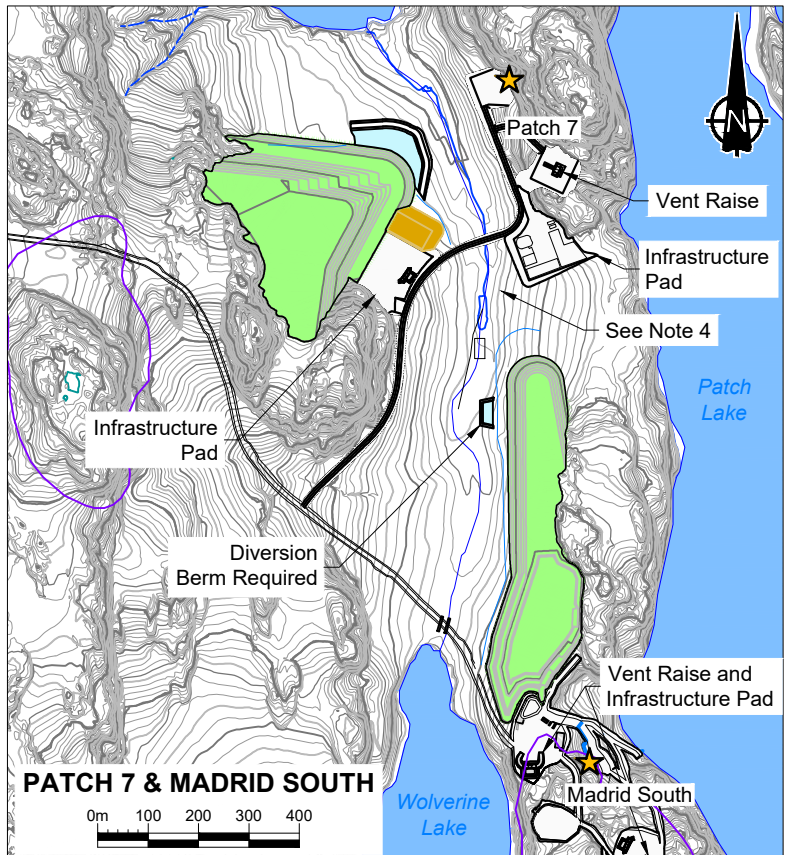 N
Patch 7
Vent Raise
Infrastructure
Pad
See Note 4
Patch
Lake
Infrastructure
Pad
Diversion
Berm Required
Vent Raise and
Infrastructure Pad
PATCH 7 & MADRID SOUTH
0m 100 200 300 400
Wolverine
Lake
Madrid South